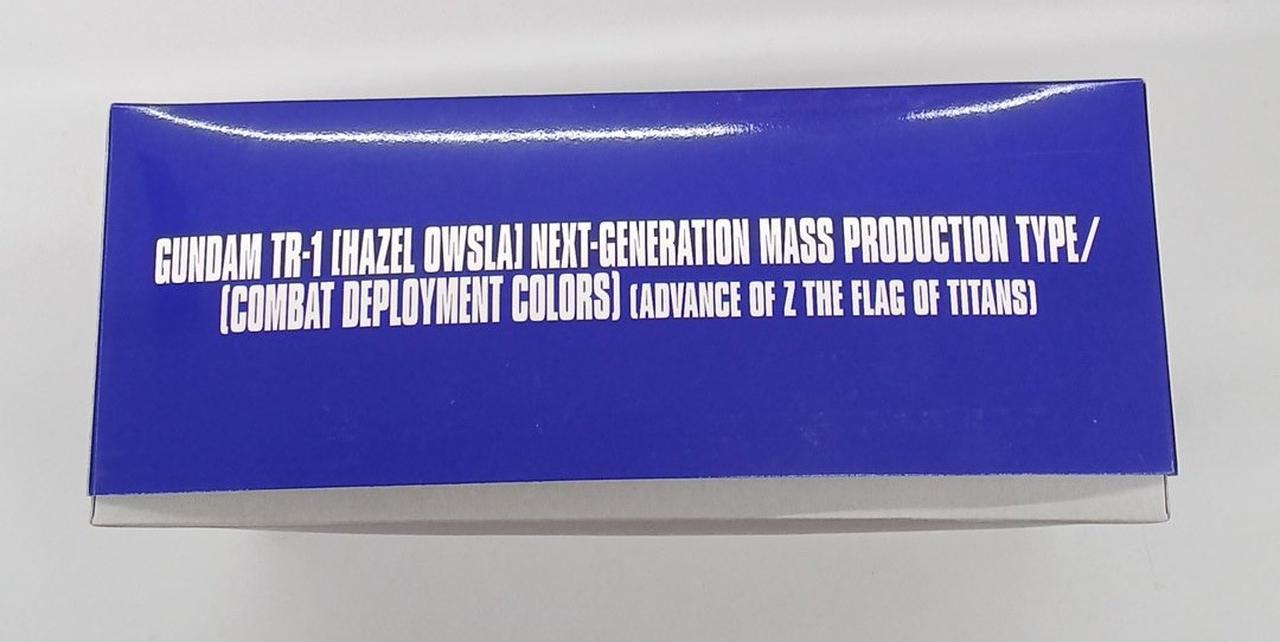 GUNDAM TR-1 [HAZEL OWSLA] NEXT-GENERATION MASS PRODUCTION TYPE/
(COMBAT DEPLOYMENT COLORS) (ADVANCE OF Z THE FLAG OF TITANS)